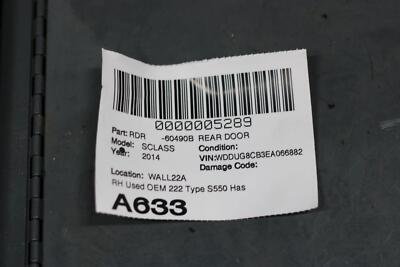 0000005289
Part: RDR -60490B REAR DOOR
Model: SCLASS Condition:
Year: 2014 VIN:WDDUG8CB3EA066882
Damage Code:
Location: WALL22A
RH Used OEM 222 Type S550 Has
A633